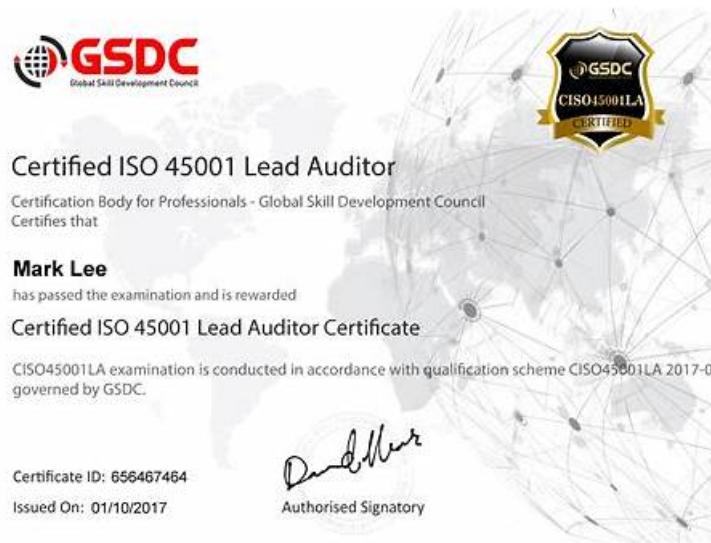 GSDC
Global Skill Development Council
GSDC
CISO45001LA
CERTIFIED
Certified ISO 45001 Lead Auditor
Certification Body for Professionals - Global Skill Development Council
Certifies that
Mark Lee
has passed the examination and is rewarded
Certified ISO 45001 Lead Auditor Certificate
CISO45001LA examination is conducted in accordance with qualification scheme CISO45001LA 2017-0
governed by GSDC.
Certificate ID: 656467464
Issued On: 01/10/2017
Authorised Signatory